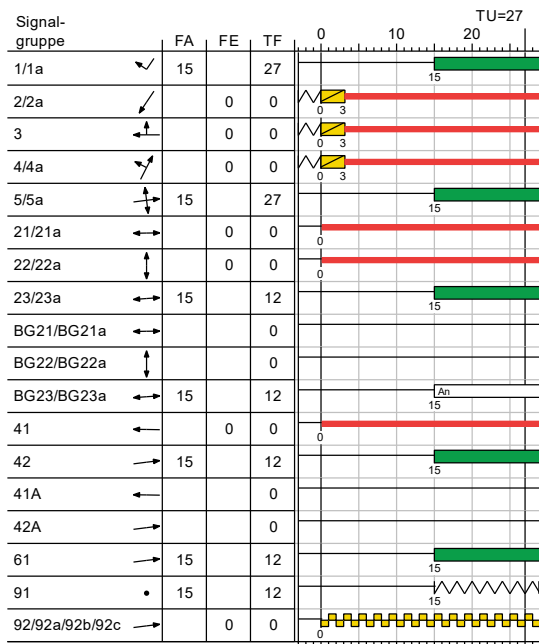 TU=27
Signal-
gruppe FA FE TF 0 10 20
1/1a 15 27 15
2/2a 0 0 0 3
3 0 0 0 3
4/4a 0 0 0 3
5/5a 15 27 15
21/21a 0 0 0
22/22a 0 0 0
23/23a 15 12 15
BG21/BG21a 0
BG22/BG22a 0
BG23/BG23a 15 12 An 15
41 0 0 0
42 15 12 15
41A 0
42A 0
61 15 12 15
91 15 12 15
92/92a/92b/92c 0 0 0